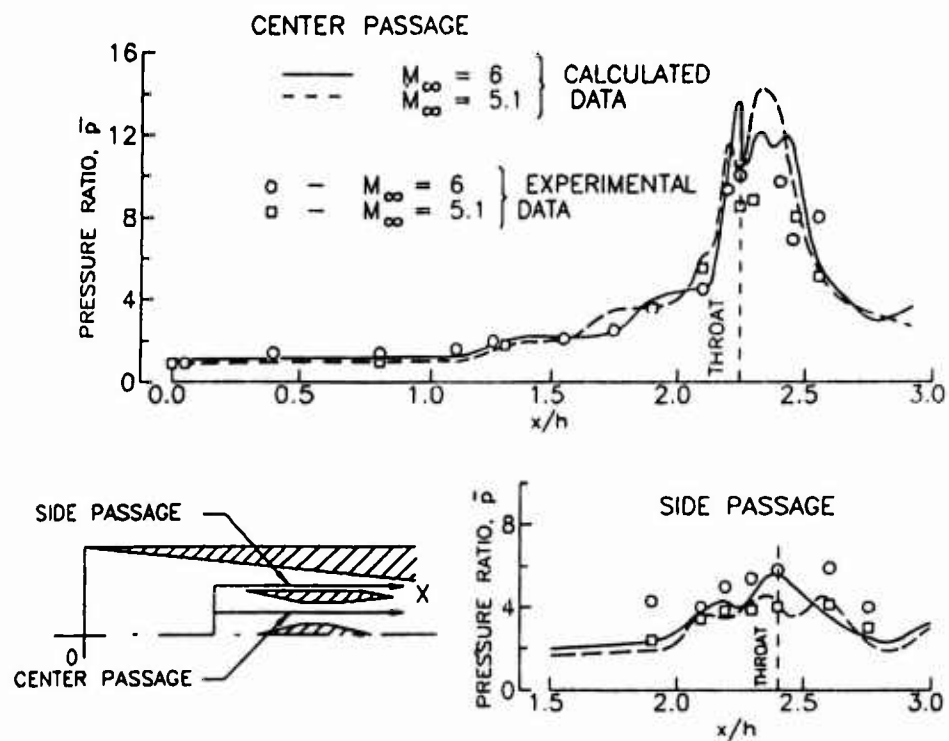 CENTER PASSAGE
16
12
8
4
0
PRESSURE RATIO, p̅
M∞ = 6
M∞ = 5.1
CALCULATED
DATA
○ – M∞ = 6
□ – M∞ = 5.1
EXPERIMENTAL
DATA
THROAT
0.0 0.5 1.0 1.5 2.0 2.5 3.0
x/h
SIDE PASSAGE
X
0
CENTER PASSAGE
SIDE PASSAGE
PRESSURE RATIO, p̅
8
4
0
THROAT
1.5 2.0 2.5 3.0
x/h